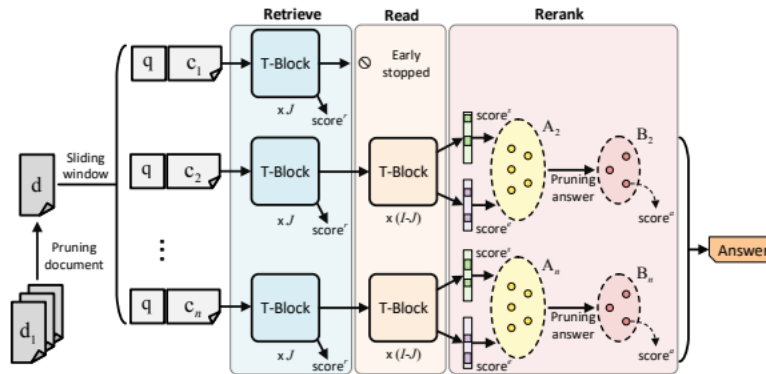 Retrieve
Read
Rerank
q
c1
T-Block
x J
score^r
Early
stopped
d
Sliding
window
Pruning
document
d1
q
c2
T-Block
x J
score^r
T-Block
x (I-J)
score^s
score^e
A2
Pruning
answer
B2
score^a
...
q
cn
T-Block
x J
score^r
T-Block
x (I-J)
score^s
score^e
An
Pruning
answer
Bn
score^a
Answer